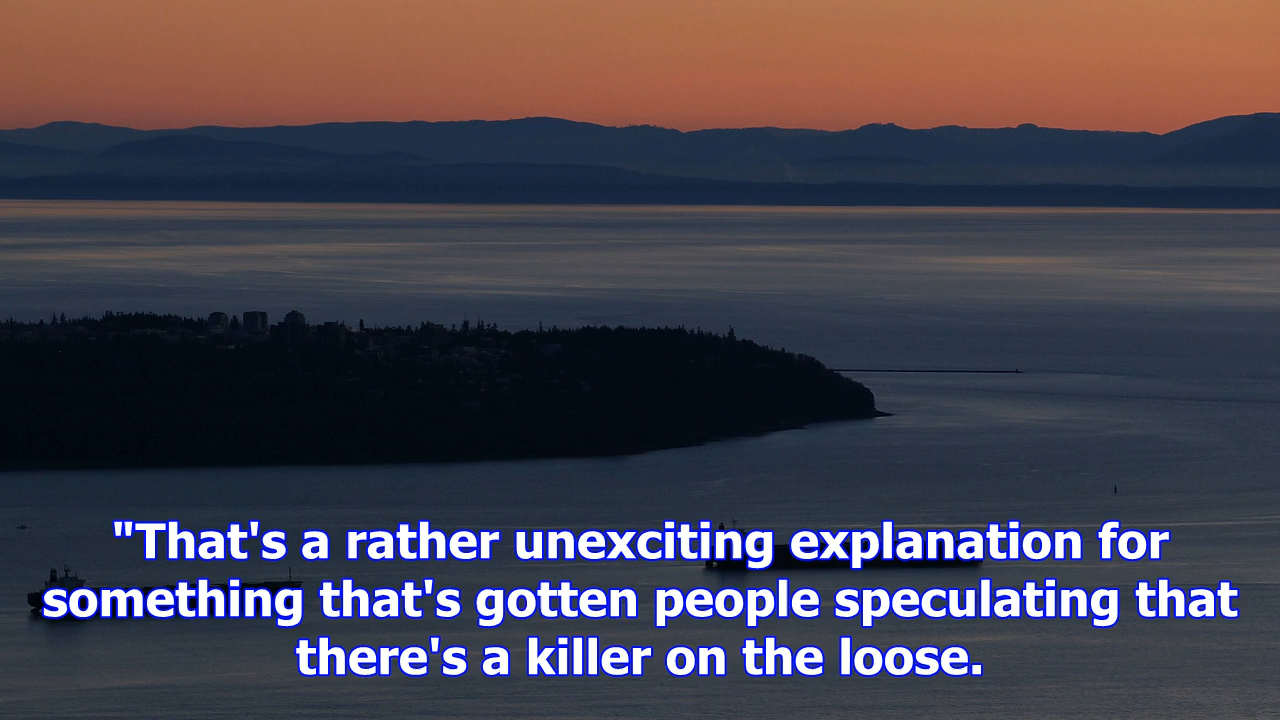 "That's a rather unexciting explanation for
something that's gotten people speculating that
there's a killer on the loose.